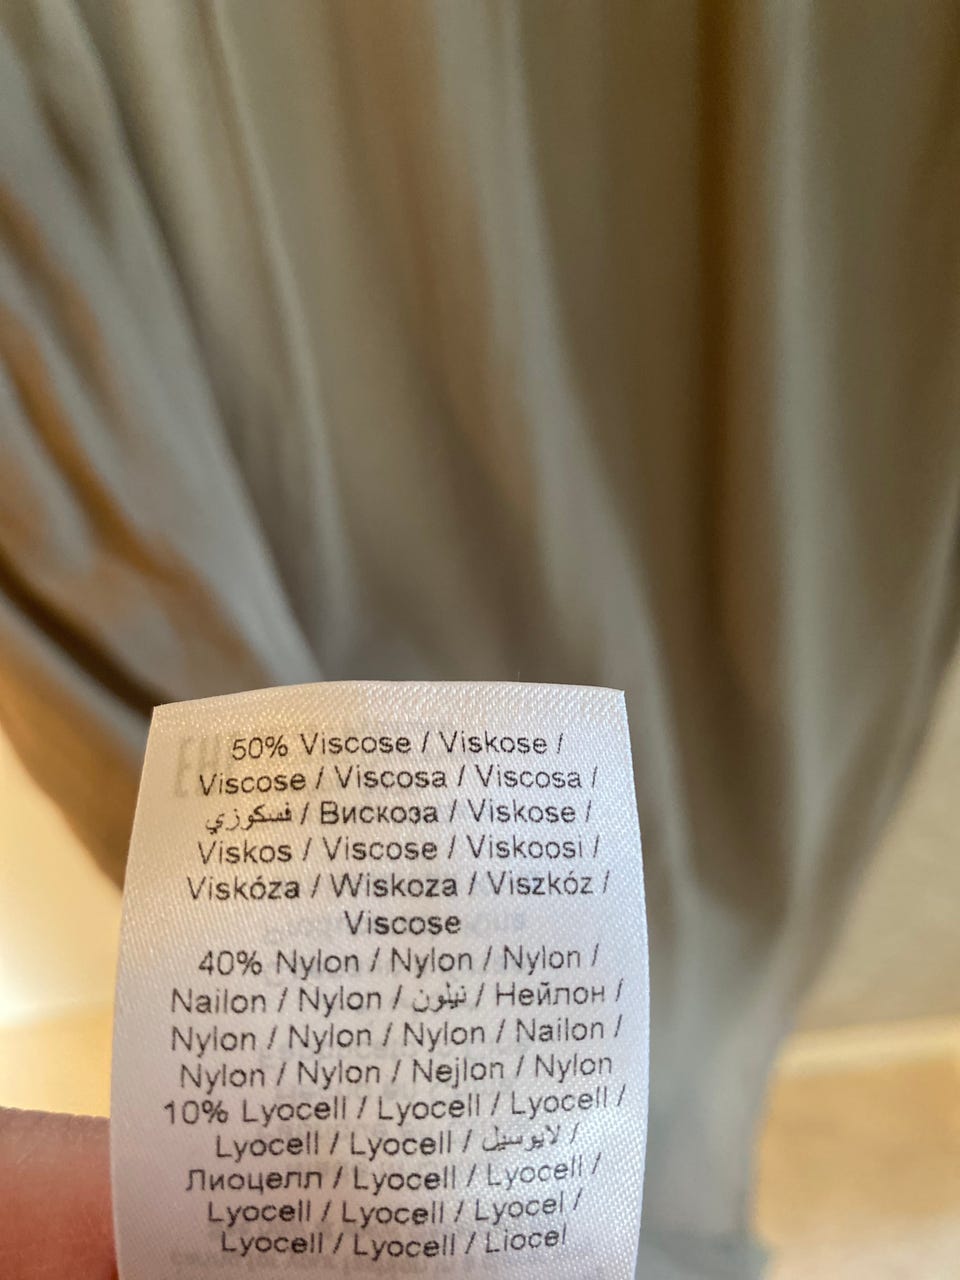 50% Viscose / Viskose /
Viscose / Viscosa / Viscosa /
فسكوزي / Вискоза / Viskose /
Viskos / Viscose / Viskoosi /
Viskóza / Wiskoza / Viszkóz /
Viscose
40% Nylon / Nylon / Nylon /
Nailon / Nylon / نيلون / Нейлон /
Nylon / Nylon / Nylon / Nailon /
Nylon / Nylon / Nejlon / Nylon
10% Lyocell / Lyocell / Lyocell /
Lyocell / Lyocell / لايوسيل /
Лиоцелл / Lyocell / Lyocell /
Lyocell / Lyocell / Lyocel /
Lyocell / Lyocell / Liocel